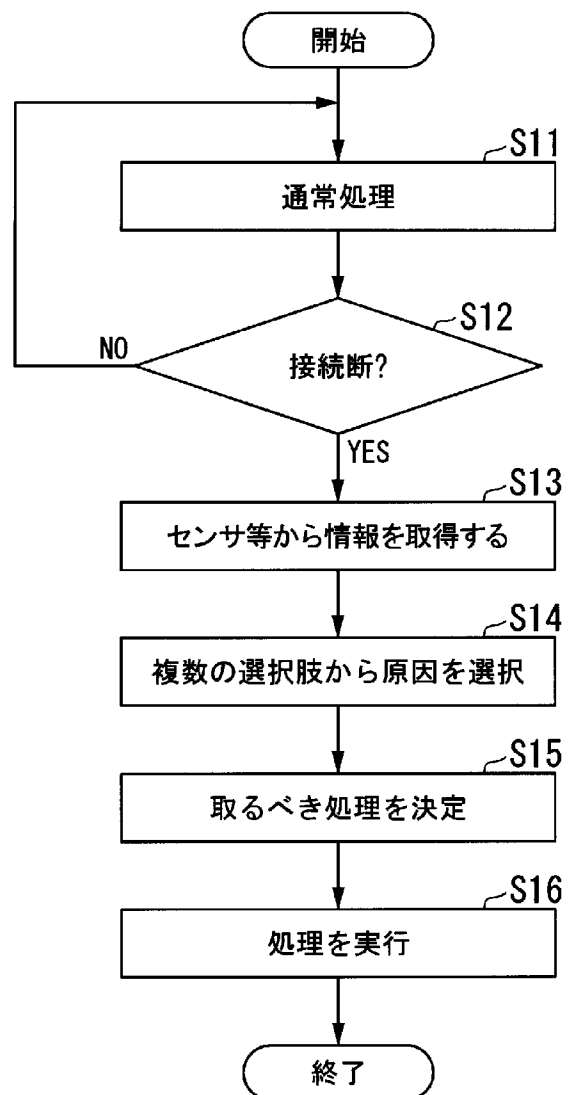 開始
S11
通常処理
S12
接続断?
NO
YES
S13
センサ等から情報を取得する
S14
複数の選択肢から原因を選択
S15
取るべき処理を決定
S16
処理を実行
終了